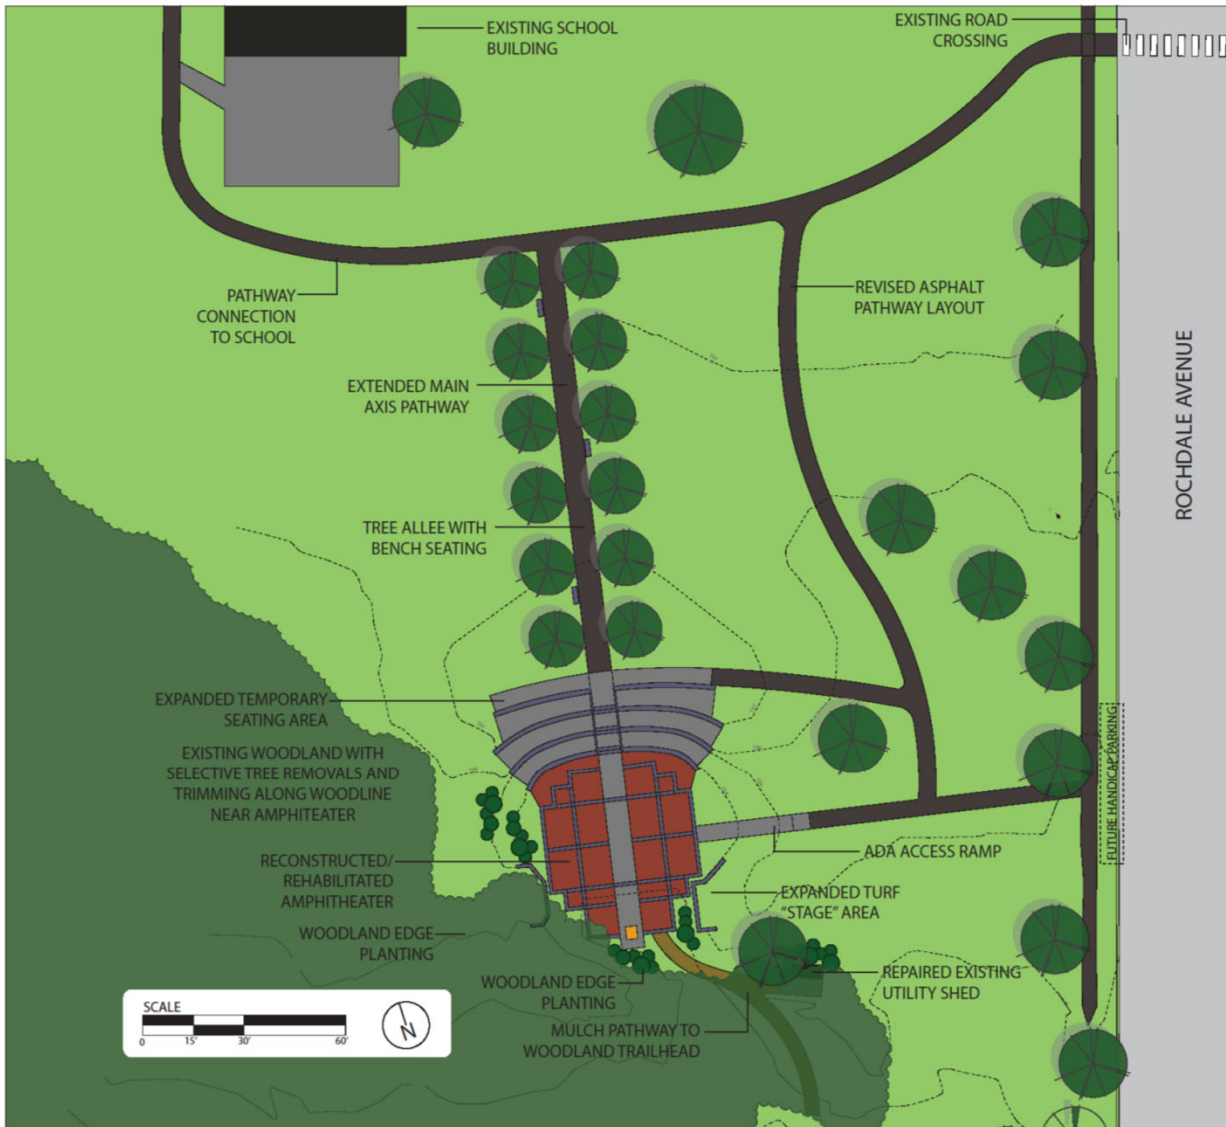 EXISTING SCHOOL
BUILDING
EXISTING ROAD
CROSSING
PATHWAY
CONNECTION
TO SCHOOL
REVISED ASPHALT
PATHWAY LAYOUT
EXTENDED MAIN
AXIS PATHWAY
ROCHDALE AVENUE
TREE ALLEE WITH
BENCH SEATING
EXPANDED TEMPORARY
SEATING AREA
EXISTING WOODLAND WITH
SELECTIVE TREE REMOVALS AND
TRIMMING ALONG WOODLINE
NEAR AMPHITEATER
FUTURE HANDICAP PARKING
RECONSTRUCTED/
REHABILITATED
AMPHITHEATER
ADA ACCESS RAMP
EXPANDED TURF
"STAGE" AREA
WOODLAND EDGE
PLANTING
WOODLAND EDGE
PLANTING
REPAIRED EXISTING
UTILITY SHED
MULCH PATHWAY TO
WOODLAND TRAILHEAD
SCALE
0 15' 30' 60'
N